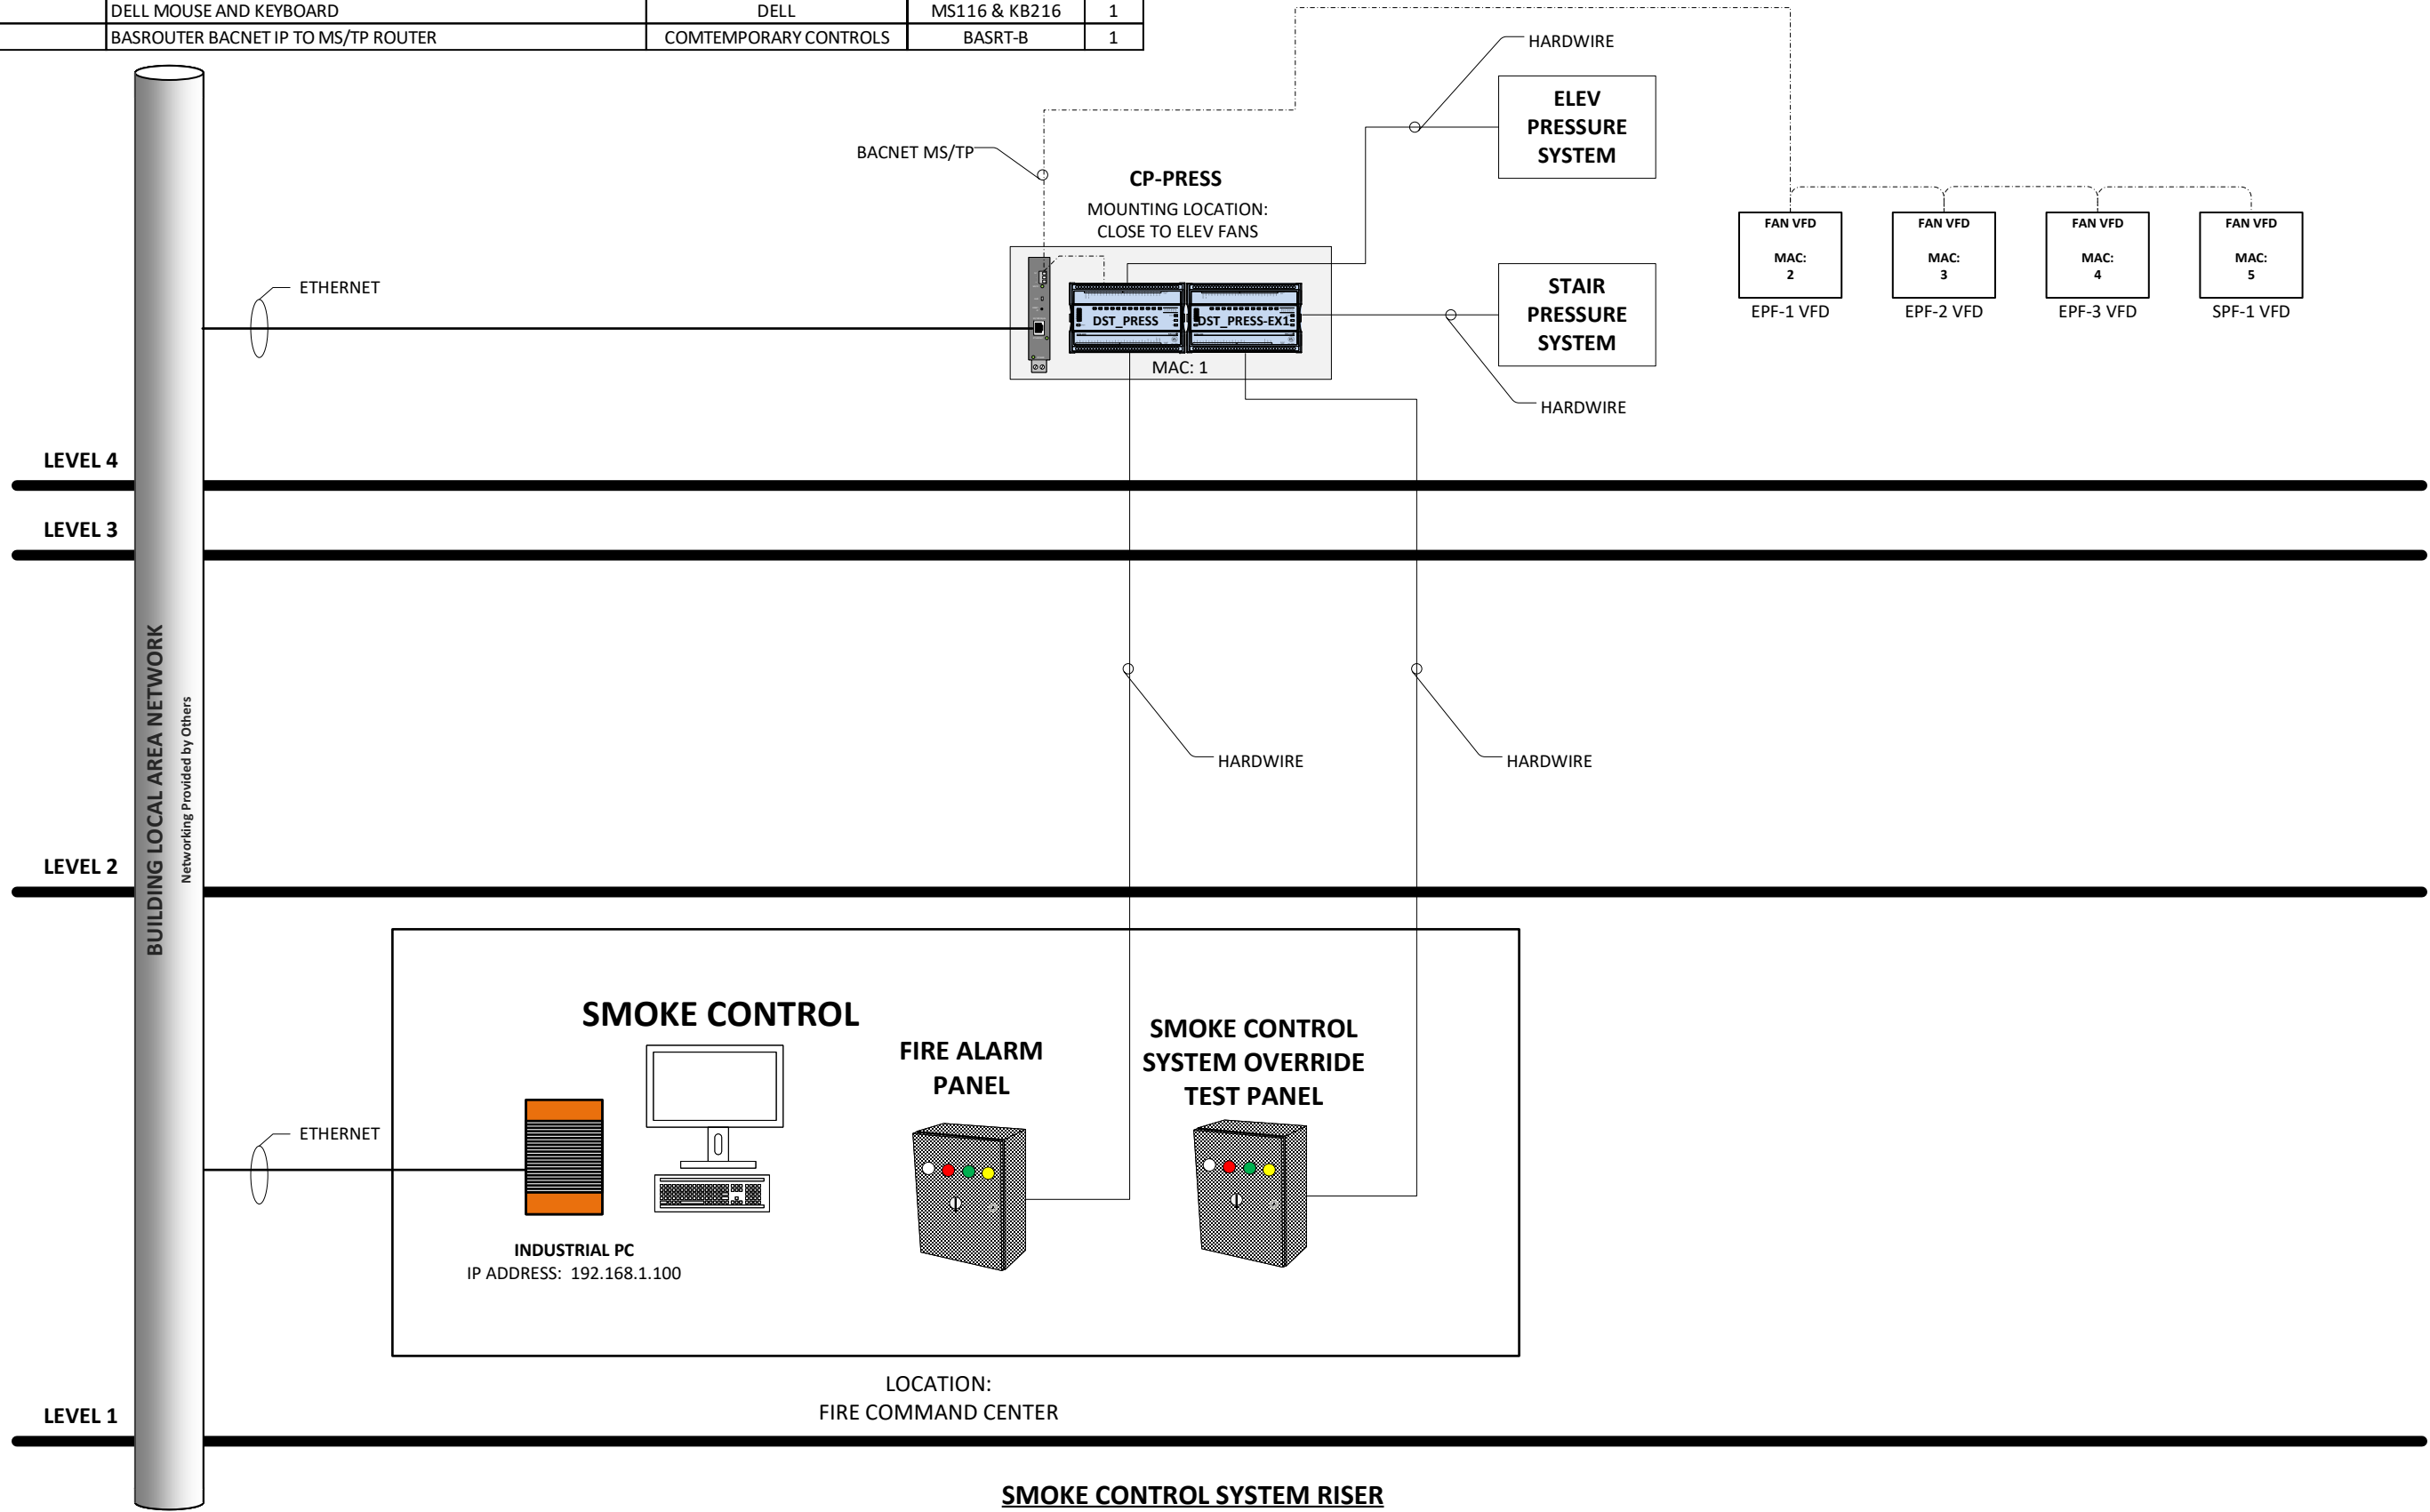 DELL MOUSE AND KEYBOARD DELL MS116 & KB216 1
BASROUTER BACNET IP TO MS/TP ROUTER COMTEMPORARY CONTROLS BASRT-B 1
HARDWIRE
ELEV
PRESSURE
SYSTEM
BACNET MS/TP
CP-PRESS
MOUNTING LOCATION:
CLOSE TO ELEV FANS
FAN VFD
MAC:
2
EPF-1 VFD
FAN VFD
MAC:
3
EPF-2 VFD
FAN VFD
MAC:
4
EPF-3 VFD
FAN VFD
MAC:
5
SPF-1 VFD
ETHERNET
DST_PRESS
DST_PRESS-EX1
MAC: 1
STAIR
PRESSURE
SYSTEM
HARDWIRE
LEVEL 4
LEVEL 3
BUILDING LOCAL AREA NETWORK
Networking Provided by Others
HARDWIRE
HARDWIRE
LEVEL 2
SMOKE CONTROL
FIRE ALARM
PANEL
SMOKE CONTROL
SYSTEM OVERRIDE
TEST PANEL
ETHERNET
INDUSTRIAL PC
IP ADDRESS: 192.168.1.100
LOCATION:
FIRE COMMAND CENTER
LEVEL 1
SMOKE CONTROL SYSTEM RISER